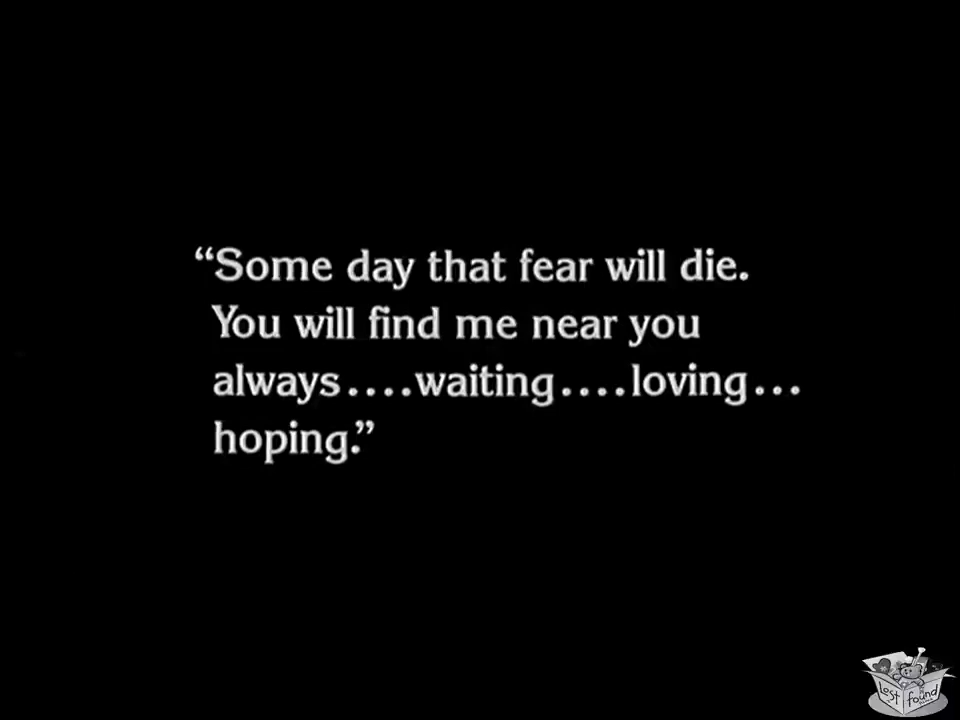 “Some day that fear will die.
You will find me near you
always....waiting....loving...
hoping.”
Lost
found